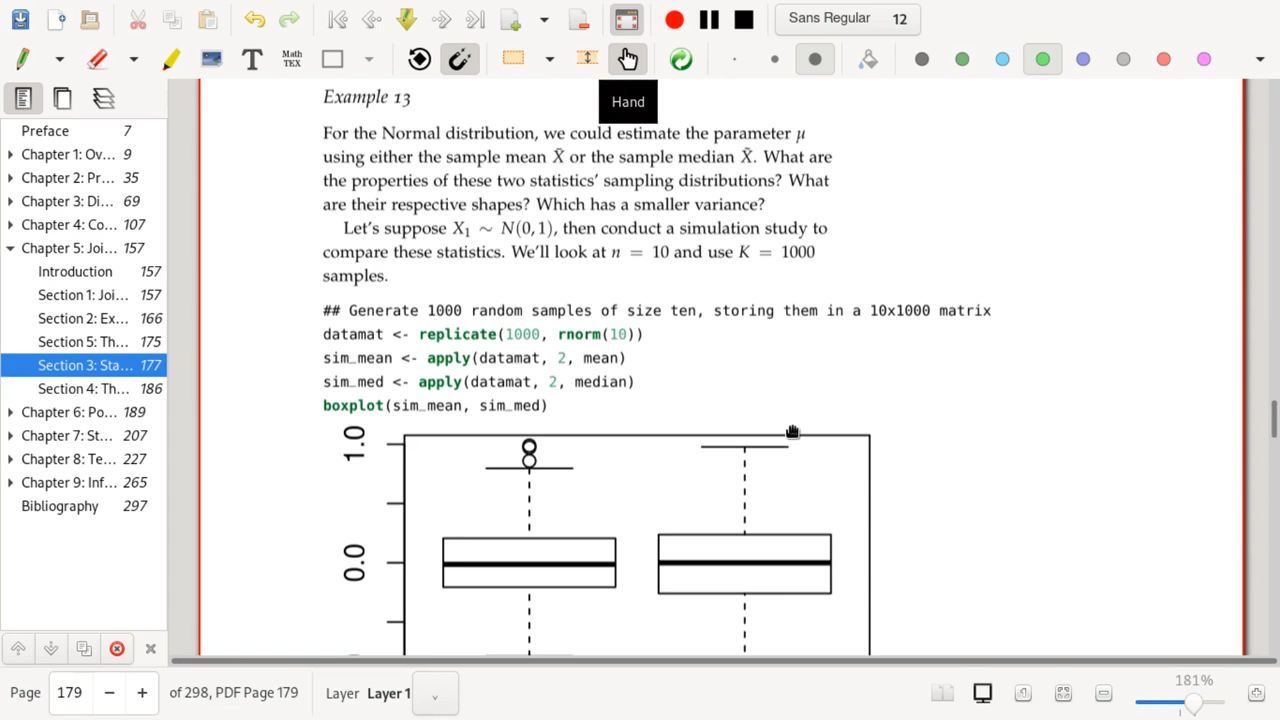 Sans Regular 12
T
Math
TEX
Hand
Preface 7
Chapter 1: Ov... 9
Chapter 2: Pr... 35
Chapter 3: Di... 69
Chapter 4: Co... 107
Chapter 5: Joi... 157
Introduction 157
Section 1: Joi... 157
Section 2: Ex... 166
Section 5: Th... 175
Section 3: Sta... 177
Section 4: Th... 186
Chapter 6: Po... 189
Chapter 7: St... 207
Chapter 8: Te... 227
Chapter 9: Inf... 265
Bibliography 297
Example 13
For the Normal distribution, we could estimate the parameter μ
using either the sample mean X̄ or the sample median X̃. What are
the properties of these two statistics' sampling distributions? What
are their respective shapes? Which has a smaller variance?
Let's suppose X₁ ∼ N(0, 1), then conduct a simulation study to
compare these statistics. We'll look at n = 10 and use K = 1000
samples.
## Generate 1000 random samples of size ten, storing them in a 10x1000 matrix
datamat <- replicate(1000, rnorm(10))
sim_mean <- apply(datamat, 2, mean)
sim_med <- apply(datamat, 2, median)
boxplot(sim_mean, sim_med)
1.0
0.0
Page 179 of 298, PDF Page 179 Layer Layer 1 181%